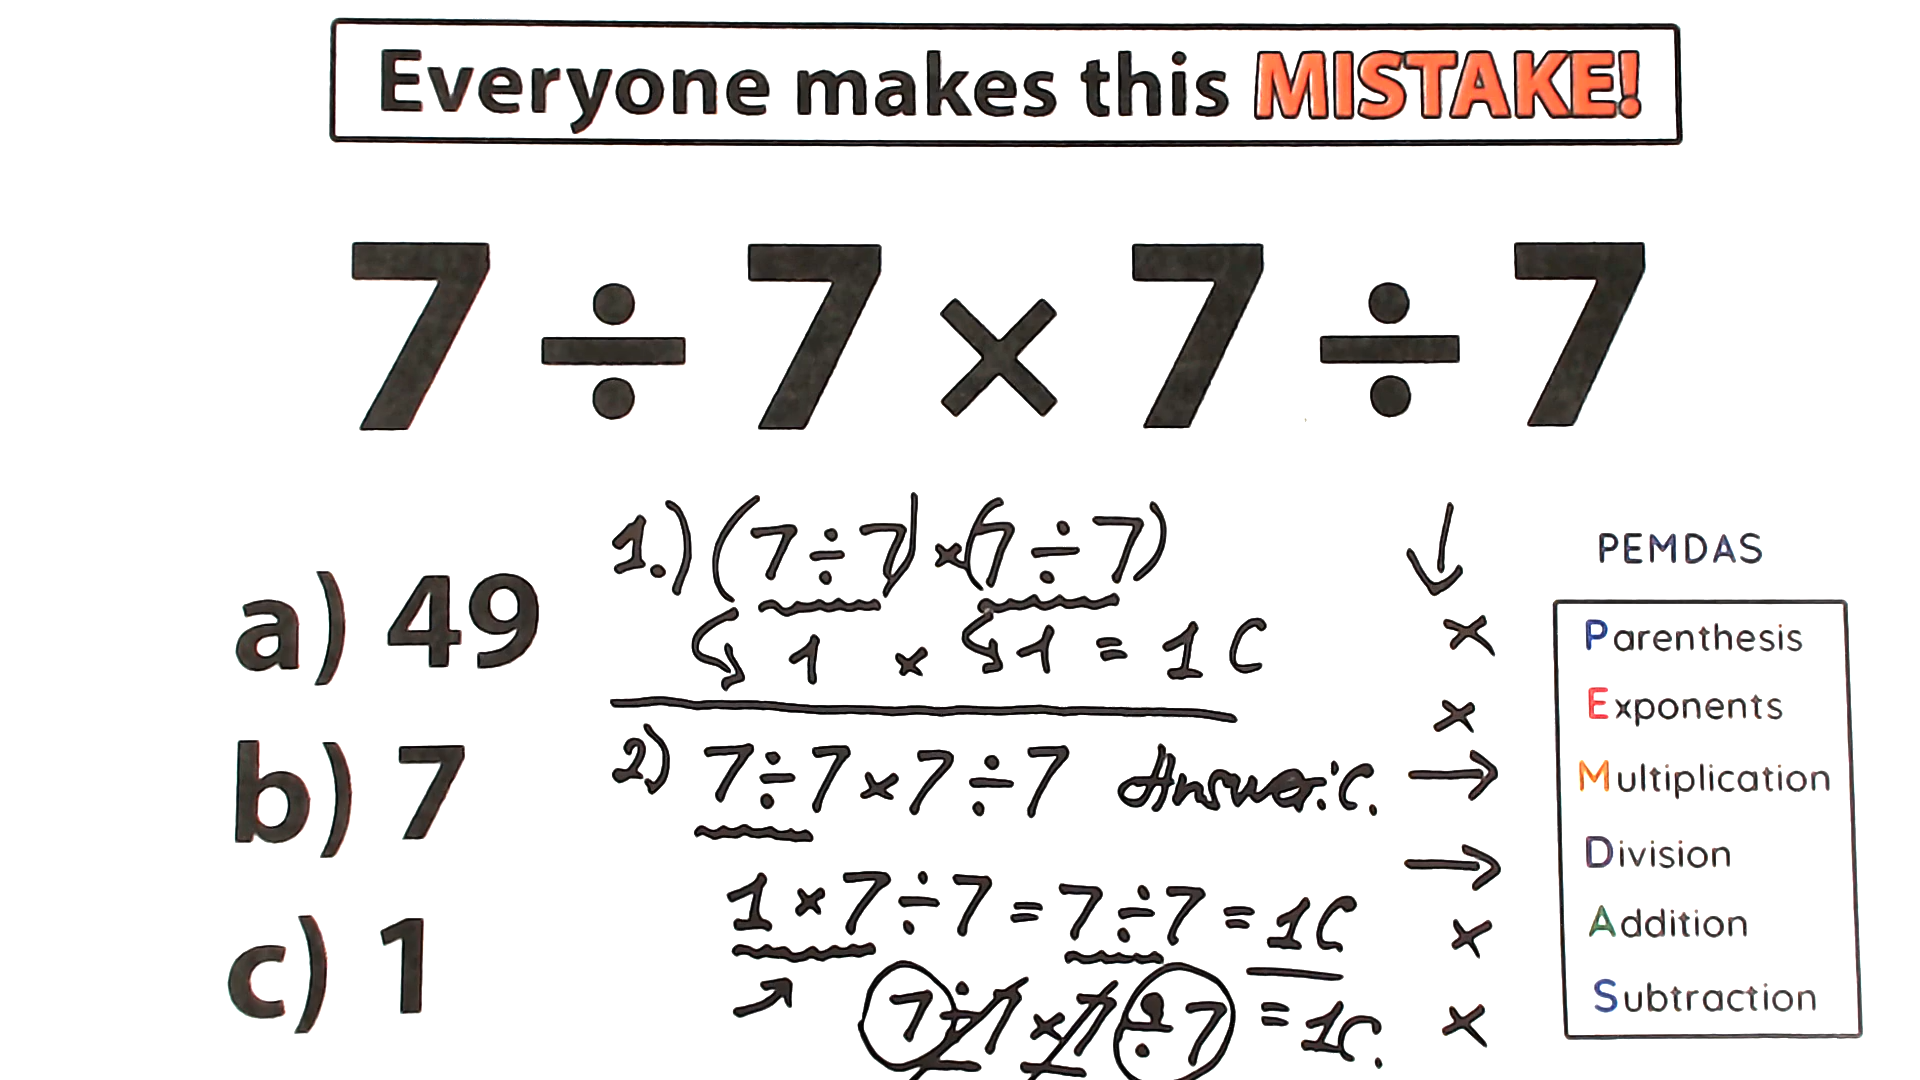 Everyone makes this MISTAKE!
7 ÷ 7 × 7 ÷ 7
a) 49
b) 7
c) 1
1.) (7 ÷ 7) × (7 ÷ 7)
1 × 1 = 1 C
2) 7 ÷ 7 × 7 ÷ 7 Answer: C.
1 × 7 ÷ 7 = 7 ÷ 7 = 1 C
7 ÷ 7 × 7 ÷ 7 = 1 C.
PEMDAS
Parenthesis
Exponents
Multiplication
Division
Addition
Subtraction